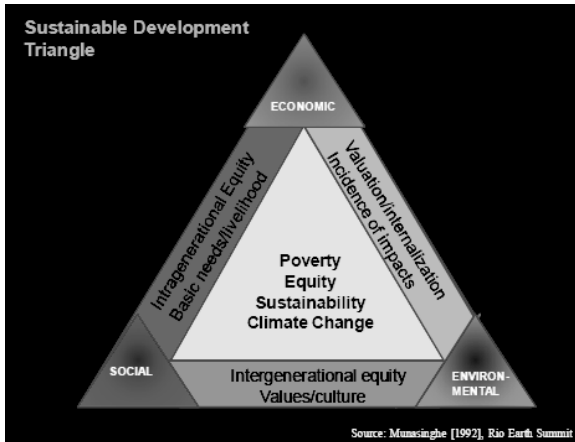 Sustainable Development
Triangle
ECONOMIC
Intragenerational Equity
Basic needs/livelihood
Valuation/internalization
Incidence of impacts
Poverty
Equity
Sustainability
Climate Change
SOCIAL
Intergenerational equity
Values/culture
ENVIRON-
MENTAL
Source: Munasinghe [1992], Rio Earth Summit